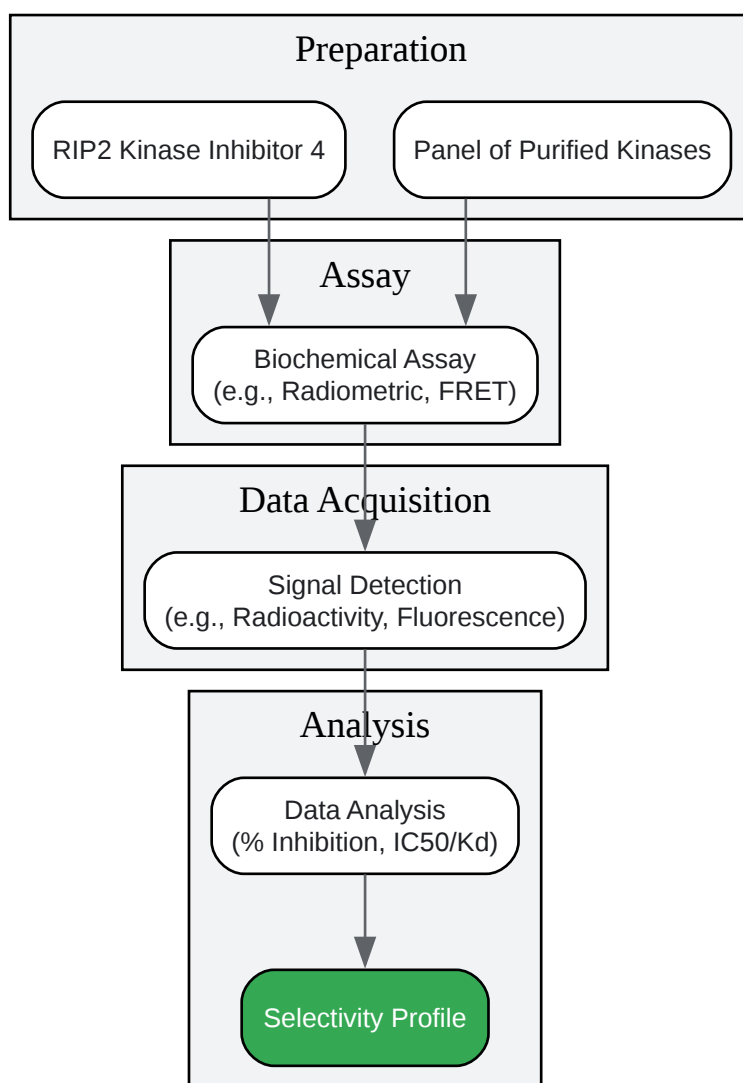 Preparation
RIP2 Kinase Inhibitor 4
Panel of Purified Kinases
Assay
Biochemical Assay
(e.g., Radiometric, FRET)
Data Acquisition
Signal Detection
(e.g., Radioactivity, Fluorescence)
Analysis
Data Analysis
(% Inhibition, IC50/Kd)
Selectivity Profile